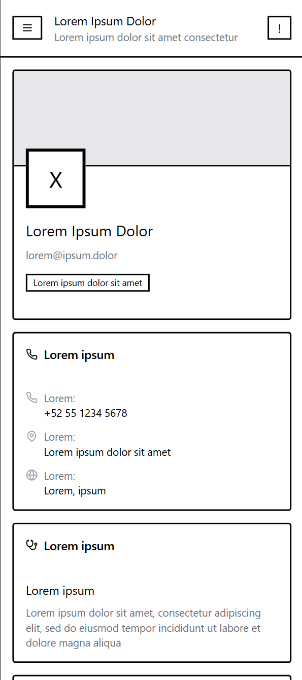 Lorem Ipsum Dolor
Lorem ipsum dolor sit amet consectetur
!
X
Lorem Ipsum Dolor
lorem@ipsum.dolor
Lorem ipsum dolor sit amet
Lorem ipsum
Lorem:
+52 55 1234 5678
Lorem:
Lorem ipsum dolor sit amet
Lorem:
Lorem, ipsum
Lorem ipsum
Lorem ipsum
Lorem ipsum dolor sit amet, consectetur adipiscing
elit, sed do eiusmod tempor incididunt ut labore et
dolore magna aliqua